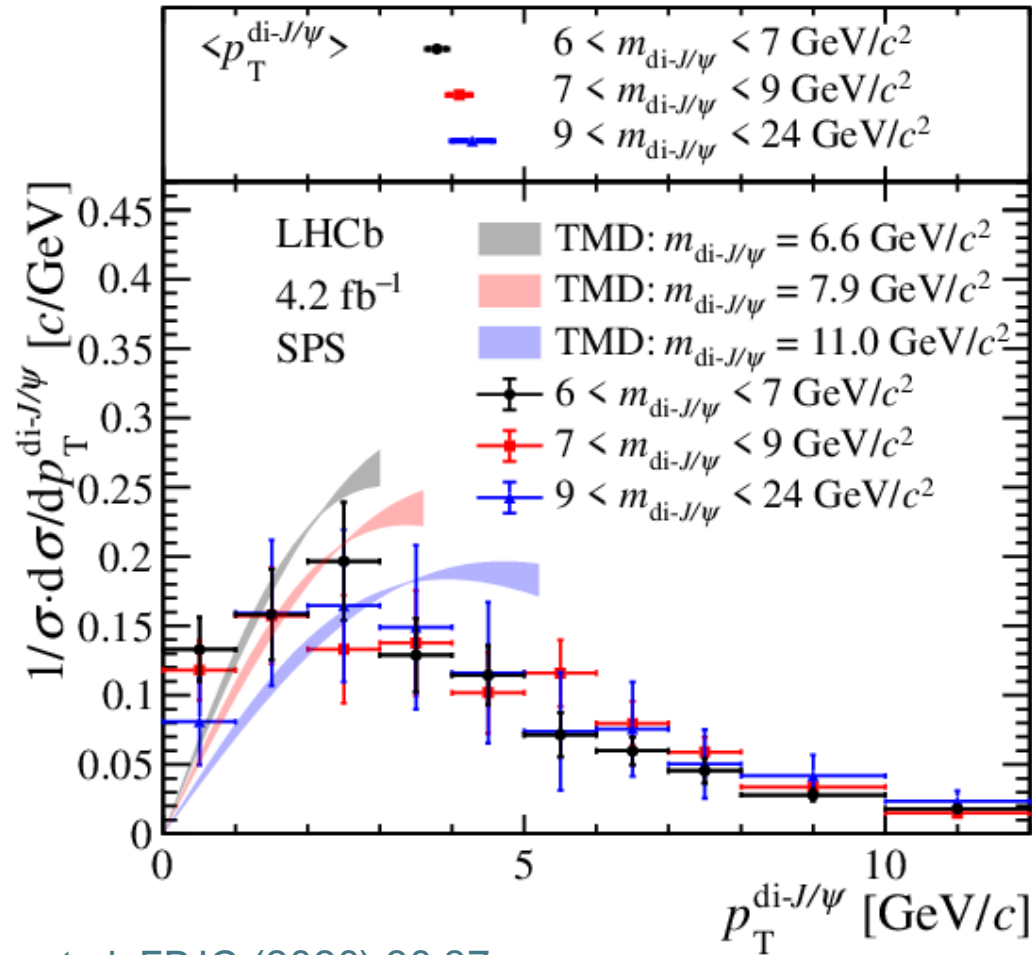 <p_T^{di-J/ψ}>
6 < m_{di-J/ψ} < 7 GeV/c²
7 < m_{di-J/ψ} < 9 GeV/c²
9 < m_{di-J/ψ} < 24 GeV/c²
LHCb
4.2 fb⁻¹
SPS
TMD: m_{di-J/ψ} = 6.6 GeV/c²
TMD: m_{di-J/ψ} = 7.9 GeV/c²
TMD: m_{di-J/ψ} = 11.0 GeV/c²
6 < m_{di-J/ψ} < 7 GeV/c²
7 < m_{di-J/ψ} < 9 GeV/c²
9 < m_{di-J/ψ} < 24 GeV/c²
1/σ·dσ/dp_T^{di-J/ψ} [c/GeV]
0.45
0.4
0.35
0.3
0.25
0.2
0.15
0.1
0.05
0
0 5 10
p_T^{di-J/ψ} [GeV/c]